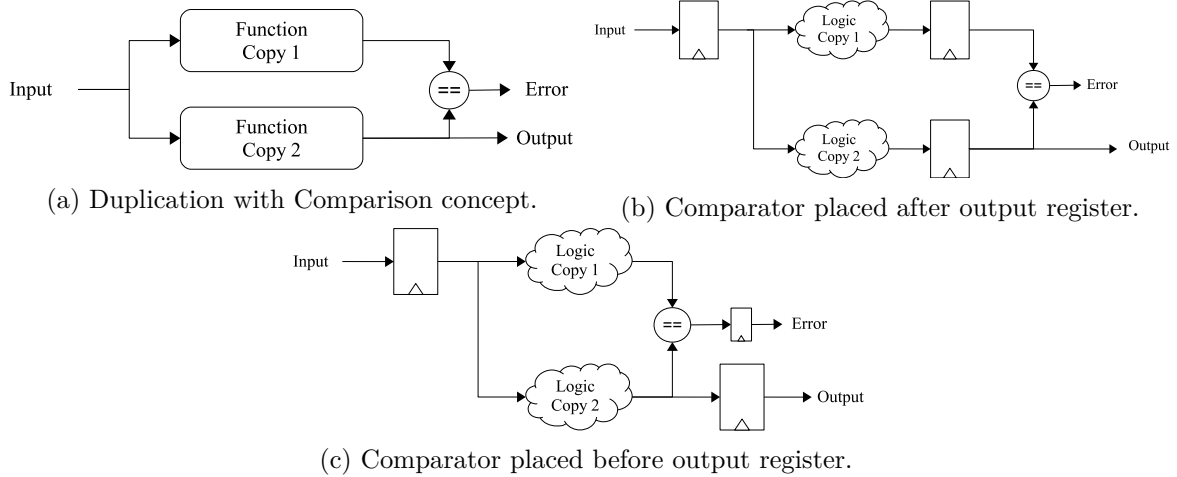 Function
Copy 1
Input
==
Error
Function
Copy 2
Output
(a) Duplication with Comparison concept.
Logic
Copy 1
Input
==
Error
Logic
Copy 2
Output
(b) Comparator placed after output register.
Logic
Copy 1
Input
==
Error
Logic
Copy 2
Output
(c) Comparator placed before output register.